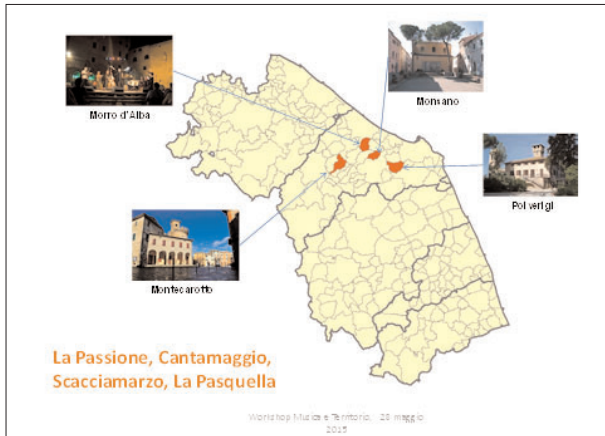 Morro d'Alba
Monsano
Polverigi
Montecarotto
La Passione, Cantamaggio,
Scacciamarzo, La Pasquella
Workshop Musica e Territorio, 28 maggio
2015